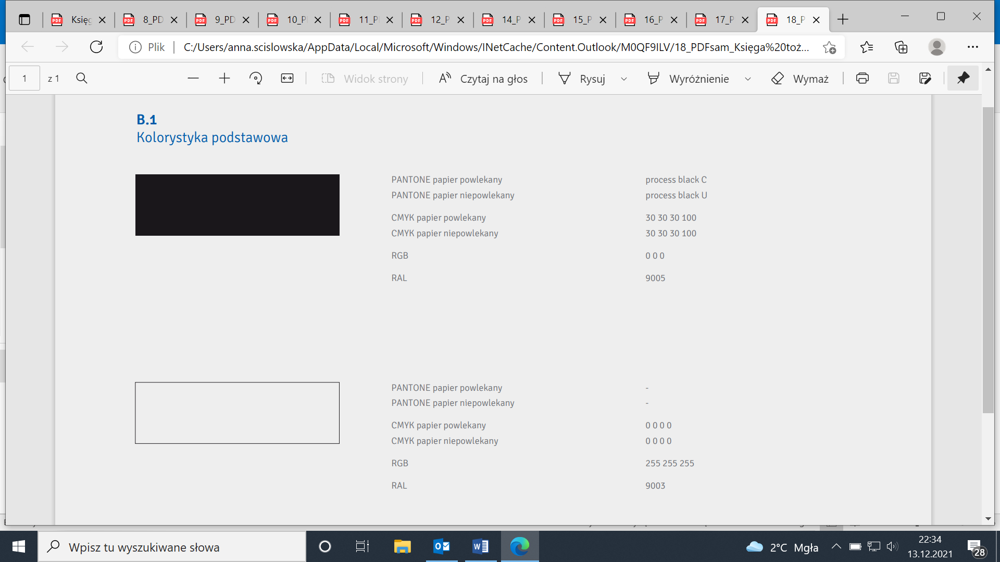 Księg
8_PD
9_PD
10_P
11_P
12_P
14_P
15_P
16_P
17_P
18_P
Plik
C:/Users/anna.scislowska/AppData/Local/Microsoft/Windows/INetCache/Content.Outlook/M0QF9ILV/18_PDFsam_Księga%20toż...
1 z 1
Widok strony
Czytaj na głos
Rysuj
Wyróżnienie
Wymaż
B.1
Kolorystyka podstawowa
PANTONE papier powlekany process black C
PANTONE papier niepowlekany process black U
CMYK papier powlekany 30 30 30 100
CMYK papier niepowlekany 30 30 30 100
RGB 0 0 0
RAL 9005
PANTONE papier powlekany -
PANTONE papier niepowlekany -
CMYK papier powlekany 0 0 0 0
CMYK papier niepowlekany 0 0 0 0
RGB 255 255 255
RAL 9003
Wpisz tu wyszukiwane słowa
2°C Mgła
22:34
13.12.2021
28